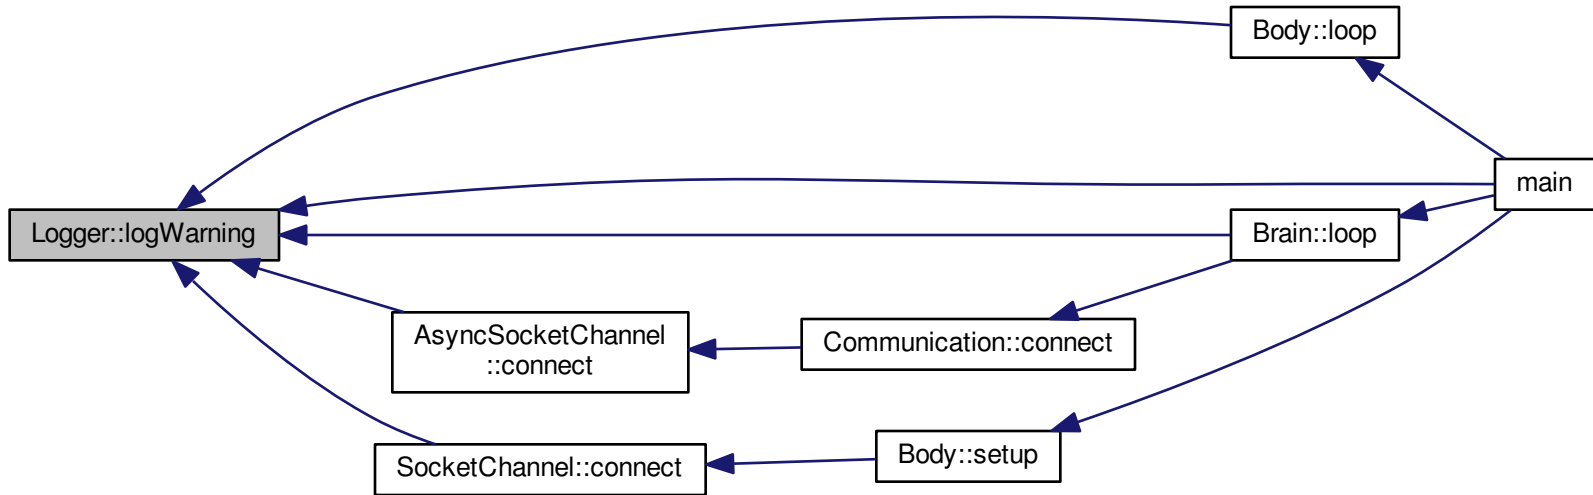 Body::loop
main
Logger::logWarning
Brain::loop
AsyncSocketChannel
::connect
Communication::connect
SocketChannel::connect
Body::setup